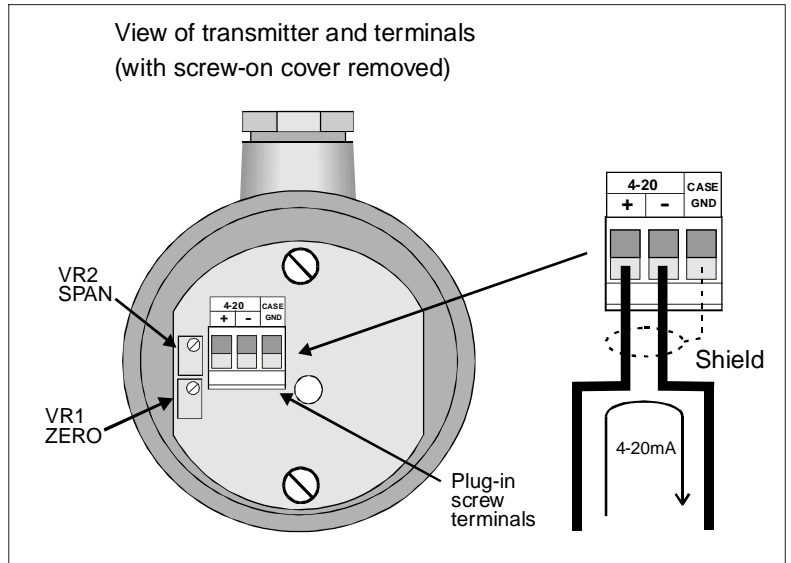 View of transmitter and terminals
(with screw-on cover removed)
4-20
CASE
+
-
GND
VR2
SPAN
4-20
CASE
+
-
GND
Shield
VR1
ZERO
4-20mA
Plug-in
screw
terminals